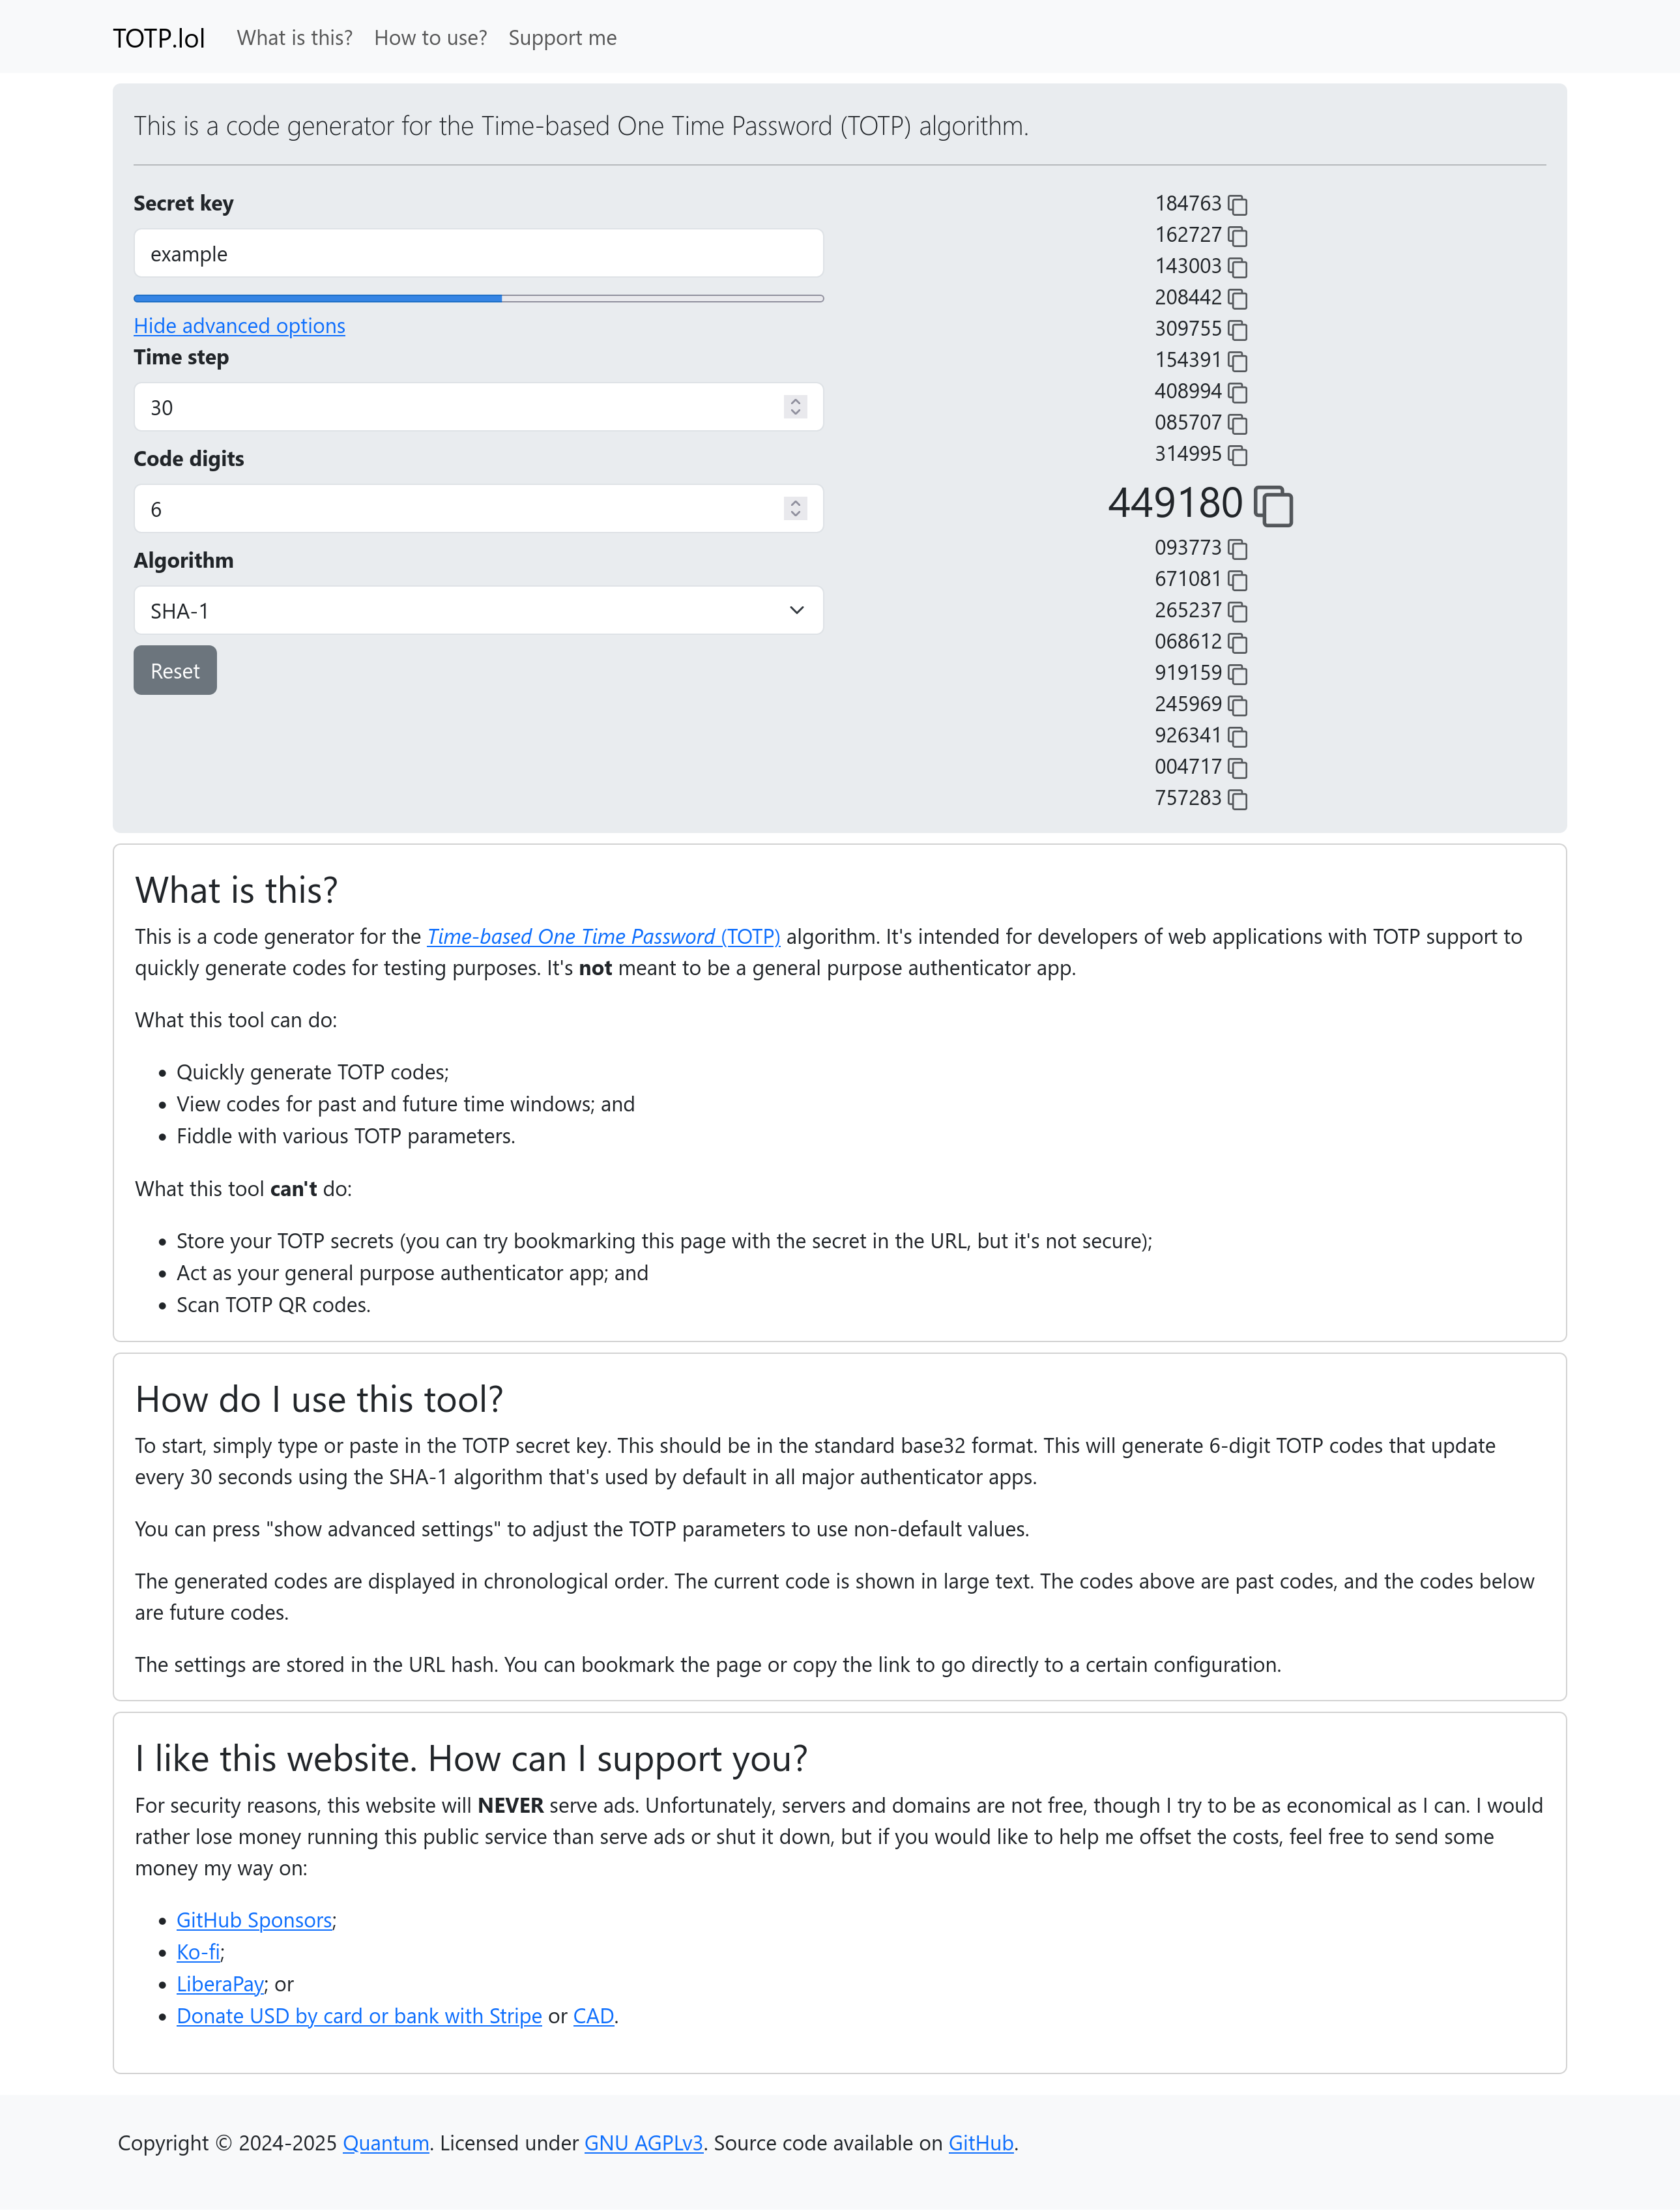 TOTP.lol What is this? How to use? Support me
This is a code generator for the Time-based One Time Password (TOTP) algorithm.
Secret key
example
Hide advanced options
Time step
30
Code digits
6
Algorithm
SHA-1
Reset
184763
162727
143003
208442
309755
154391
408994
085707
314995
449180
093773
671081
265237
068612
919159
245969
926341
004717
757283
What is this?
This is a code generator for the Time-based One Time Password (TOTP) algorithm. It's intended for developers of web applications with TOTP support to
quickly generate codes for testing purposes. It's not meant to be a general purpose authenticator app.
What this tool can do:
• Quickly generate TOTP codes;
• View codes for past and future time windows; and
• Fiddle with various TOTP parameters.
What this tool can't do:
• Store your TOTP secrets (you can try bookmarking this page with the secret in the URL, but it's not secure);
• Act as your general purpose authenticator app; and
• Scan TOTP QR codes.
How do I use this tool?
To start, simply type or paste in the TOTP secret key. This should be in the standard base32 format. This will generate 6-digit TOTP codes that update
every 30 seconds using the SHA-1 algorithm that's used by default in all major authenticator apps.
You can press "show advanced settings" to adjust the TOTP parameters to use non-default values.
The generated codes are displayed in chronological order. The current code is shown in large text. The codes above are past codes, and the codes below
are future codes.
The settings are stored in the URL hash. You can bookmark the page or copy the link to go directly to a certain configuration.
I like this website. How can I support you?
For security reasons, this website will NEVER serve ads. Unfortunately, servers and domains are not free, though I try to be as economical as I can. I would
rather lose money running this public service than serve ads or shut it down, but if you would like to help me offset the costs, feel free to send some
money my way on:
• GitHub Sponsors;
• Ko-fi;
• LiberaPay; or
• Donate USD by card or bank with Stripe or CAD.
Copyright © 2024-2025 Quantum. Licensed under GNU AGPLv3. Source code available on GitHub.